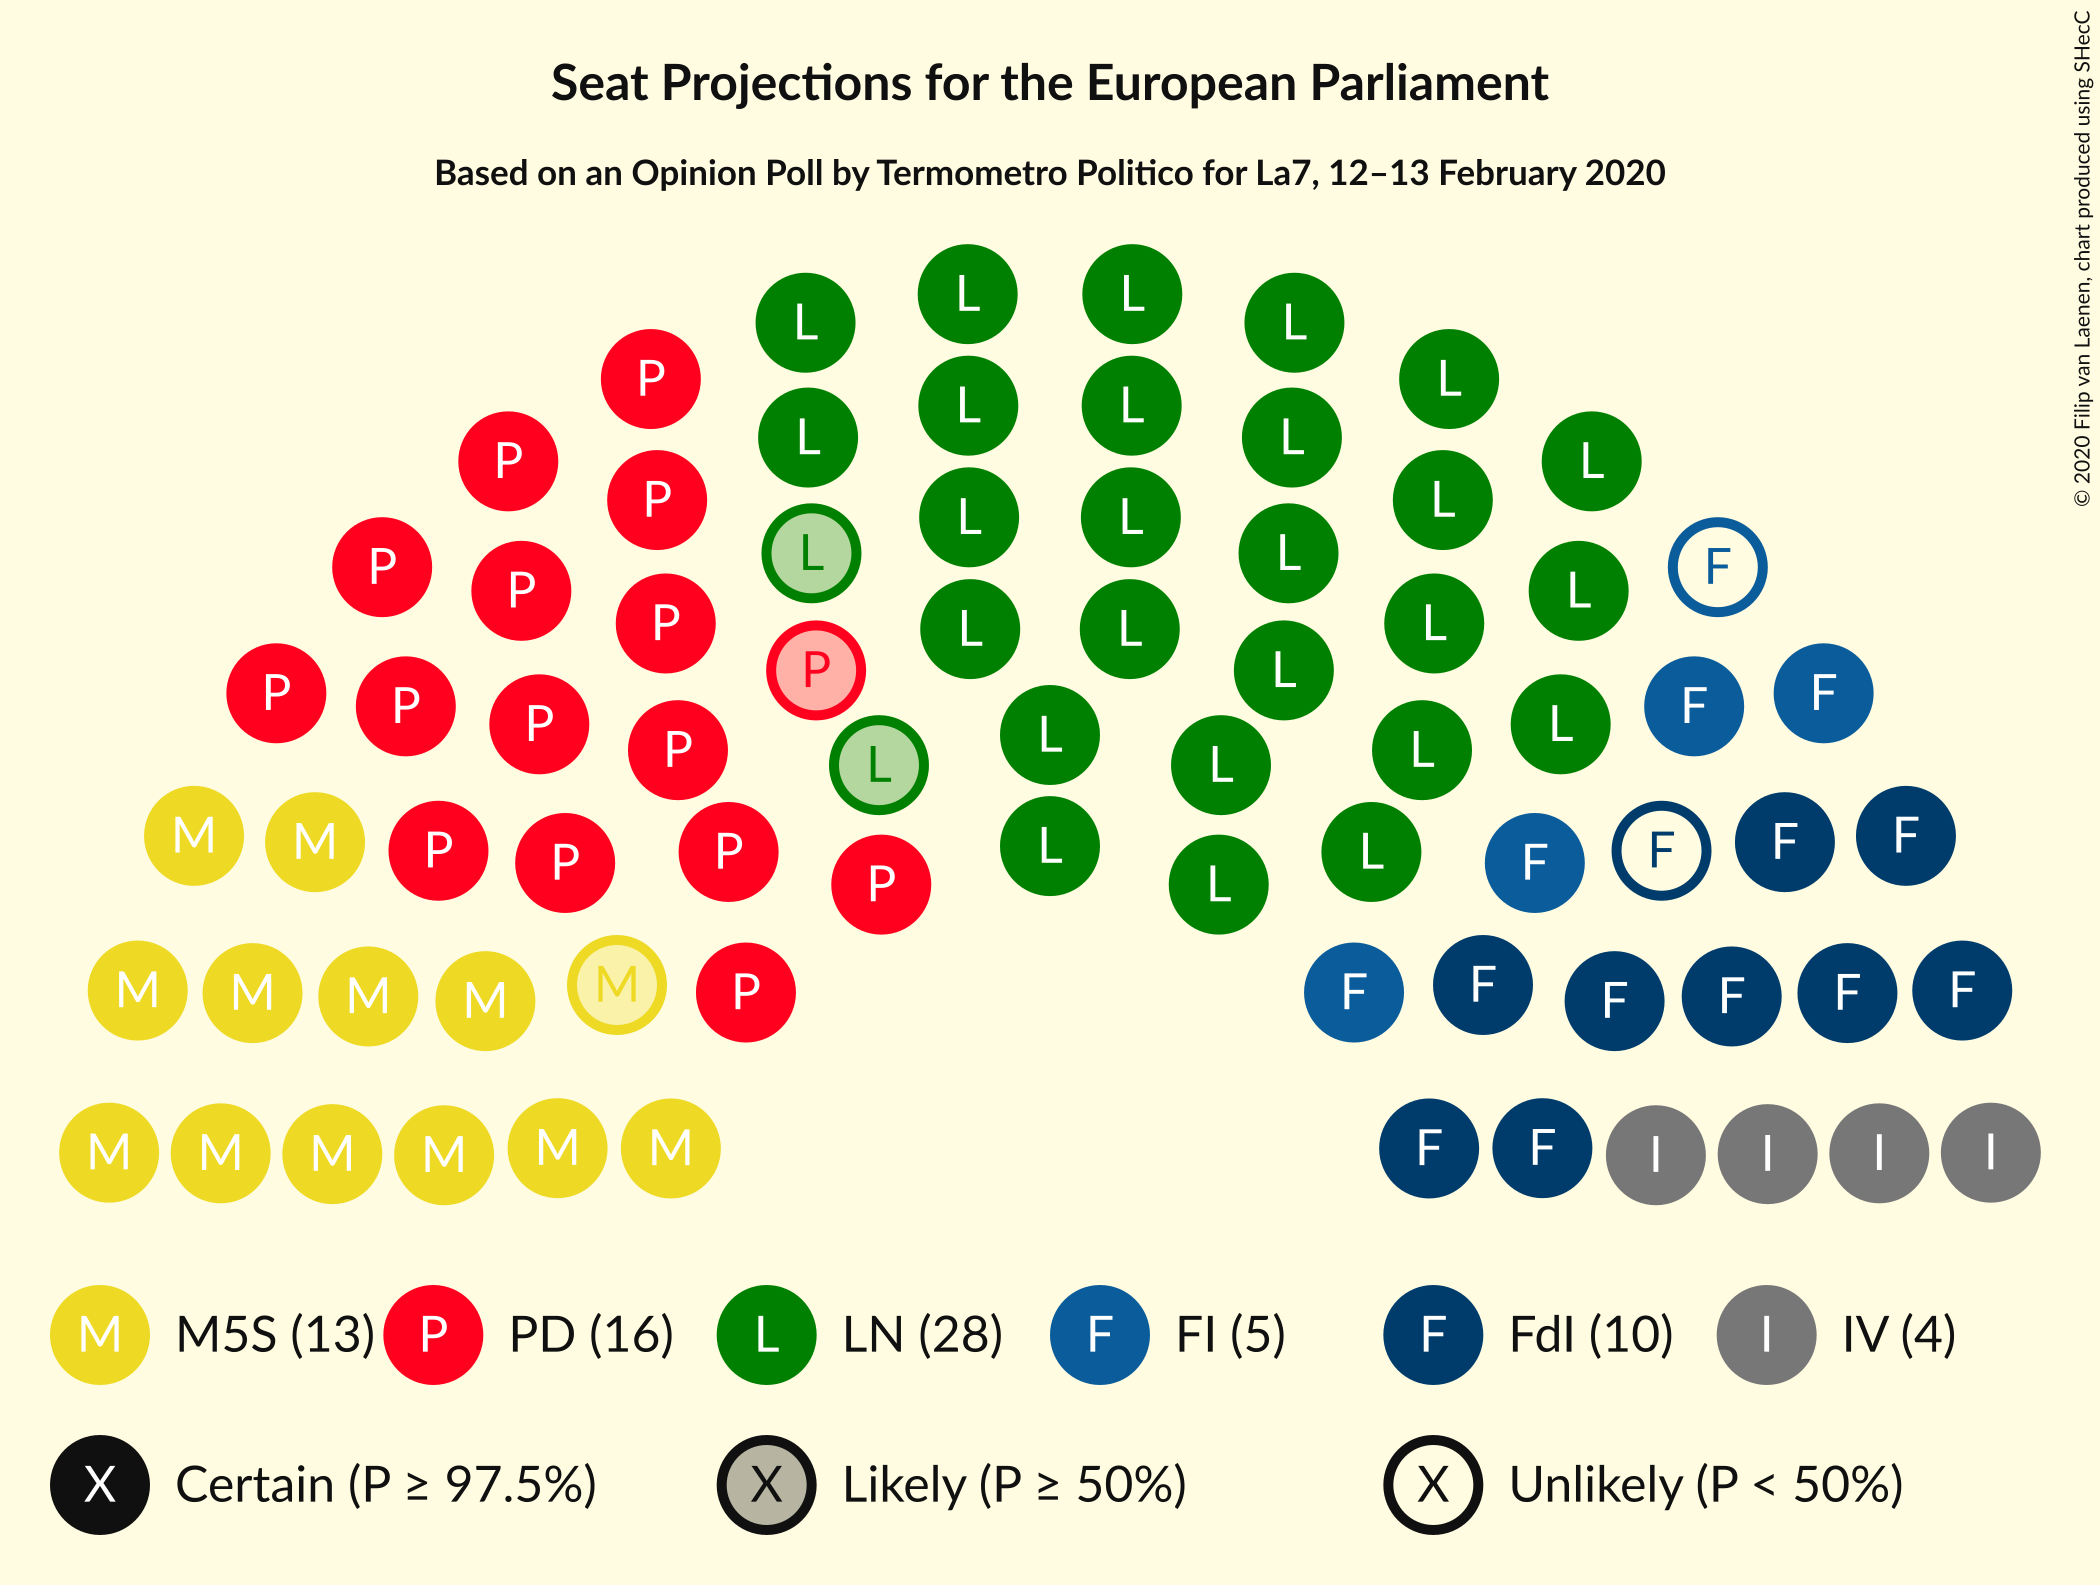 Seat Projections for the European Parliament
Based on an Opinion Poll by Termometro Politico for La7, 12–13 February 2020
© 2020 Filip van Laenen, chart produced using SHecC
L L L L
P L
L L
P L L
P L
P L L
L L
P L L F
P L
P L L
L L
P L P L
P F F
P P L
L
P L L L L
M M F F
P P P L L F F
P L
M M M M M P F F F F F F
M M M M M M F F I I I I
M M5S (13) P PD (16) L LN (28) F FI (5) F FdI (10) I IV (4)
X Certain (P ≥ 97.5%) X Likely (P ≥ 50%) X Unlikely (P < 50%)